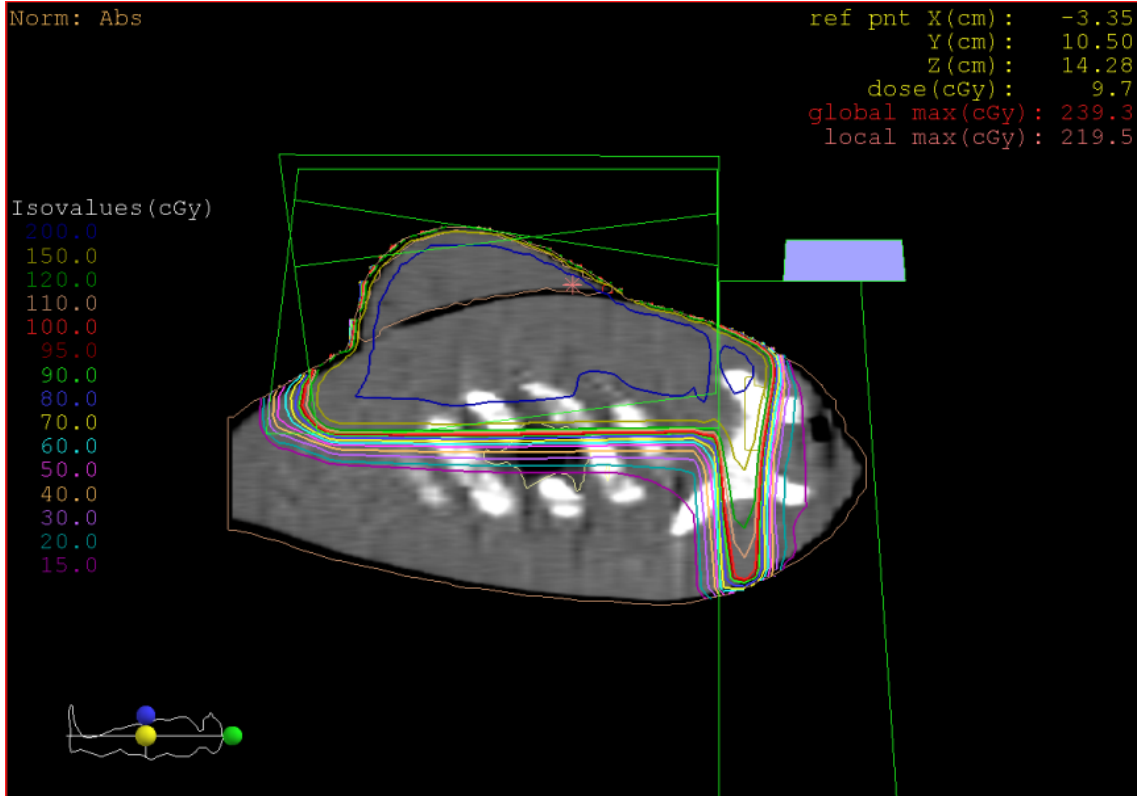 Norm: Abs
ref pnt X(cm): -3.35
Y(cm): 10.50
Z(cm): 14.28
dose(cGy): 9.7
global max(cGy): 239.3
local max(cGy): 219.5
Isovalues(cGy)
200.0
150.0
120.0
110.0
100.0
95.0
90.0
80.0
70.0
60.0
50.0
40.0
30.0
20.0
15.0